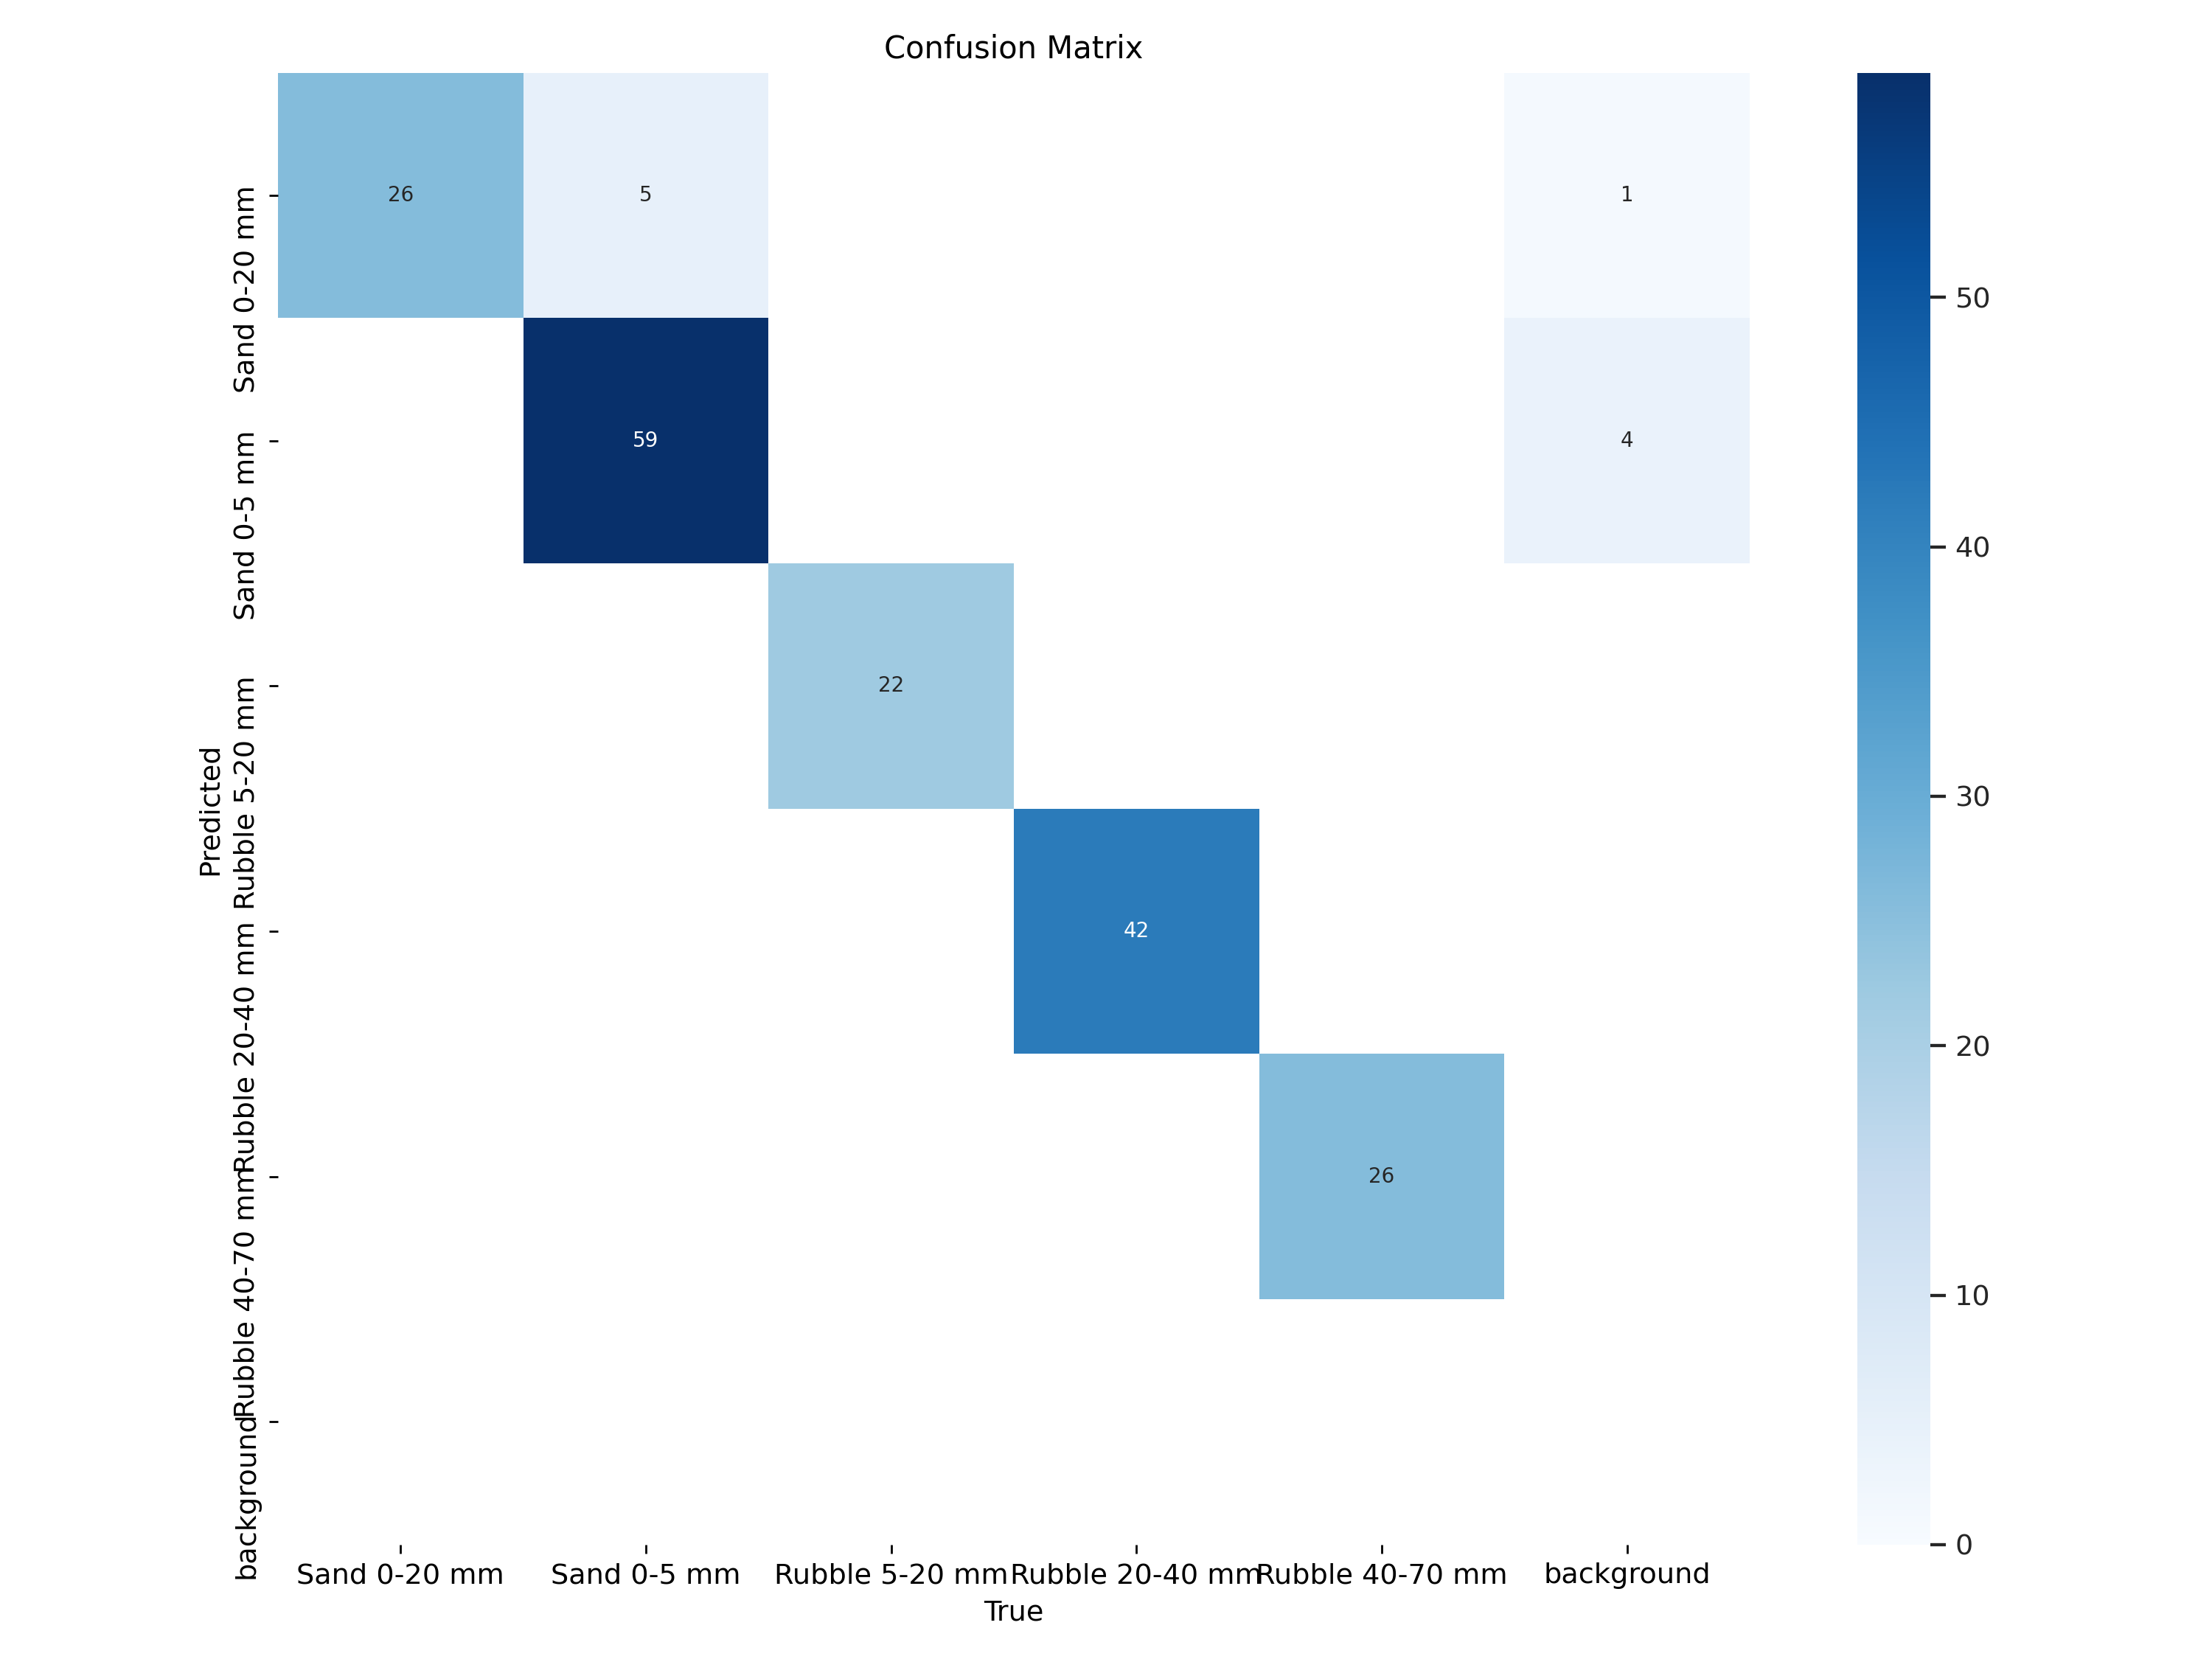 Confusion Matrix
Sand 0-20 mm
26
5
1
Sand 0-5 mm
59
4
Rubble 5-20 mm
22
Rubble 20-40 mm
42
Rubble 40-70 mm
26
background
Predicted
Sand 0-20 mm
Sand 0-5 mm
Rubble 5-20 mm
Rubble 20-40 mm
Rubble 40-70 mm
background
True
50
40
30
20
10
0